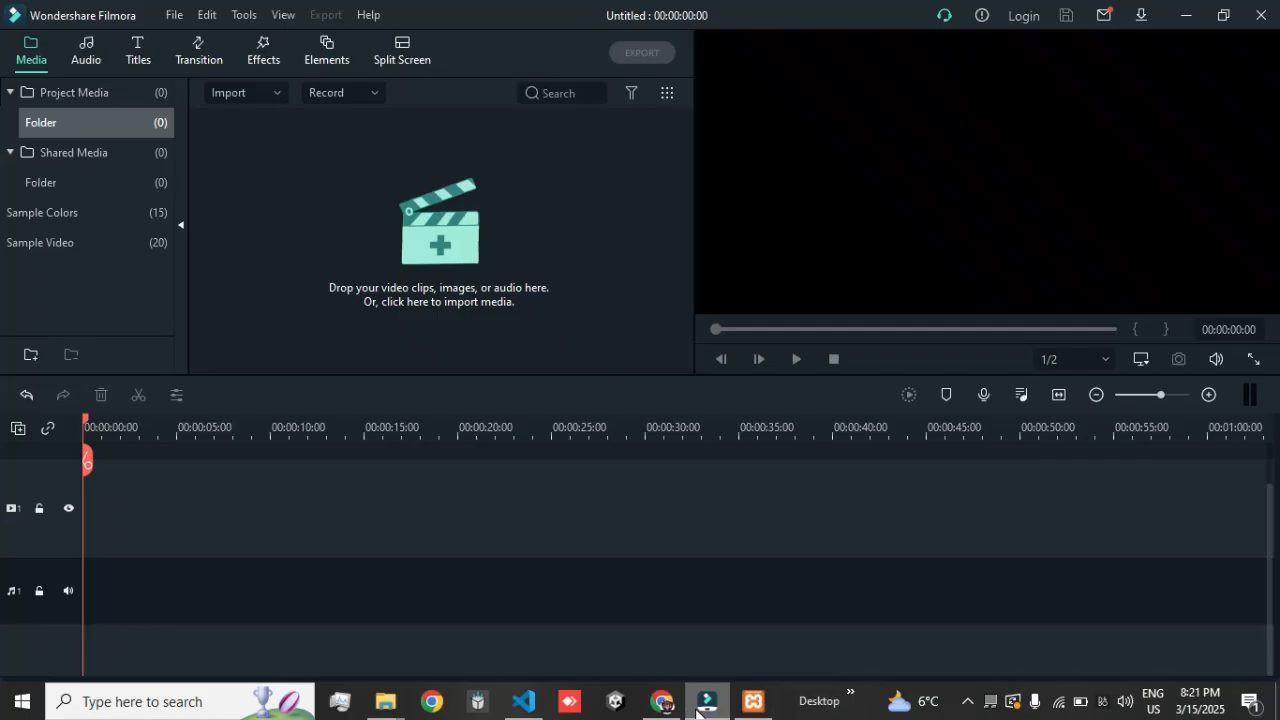 Wondershare Filmora File Edit Tools View Export Help Untitled : 00:00:00:00 Login
Media Audio Titles Transition Effects Elements Split Screen EXPORT
Project Media (0)
Folder (0)
Shared Media (0)
Folder (0)
Sample Colors (15)
Sample Video (20)
Import Record Search
Drop your video clips, images, or audio here.
Or, click here to import media.
{ } 00:00:00:00
1/2
00:00:00:00 00:00:05:00 00:00:10:00 00:00:15:00 00:00:20:00 00:00:25:00 00:00:30:00 00:00:35:00 00:00:40:00 00:00:45:00 00:00:50:00 00:00:55:00 00:01:00:00
1
1
Type here to search Desktop » 6°C ENG US 8:21 PM 3/15/2025 1